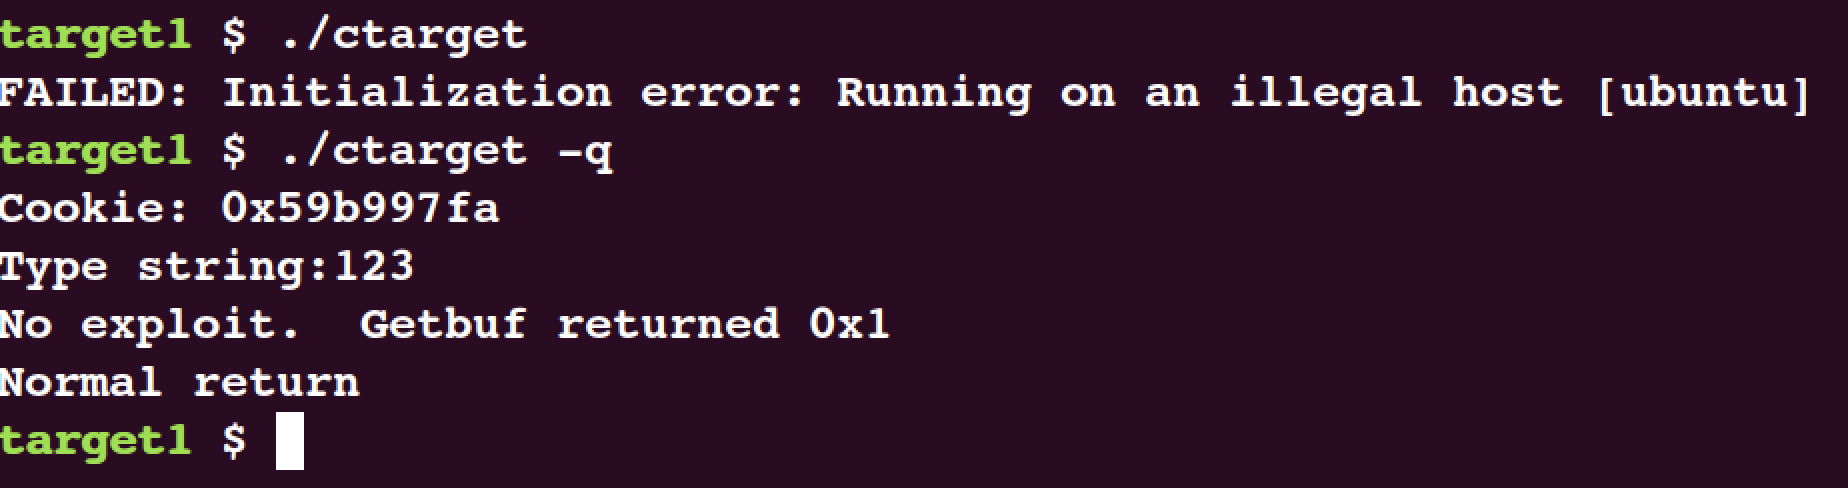 target1 $ ./ctarget
FAILED: Initialization error: Running on an illegal host [ubuntu]
target1 $ ./ctarget -q
Cookie: 0x59b997fa
Type string:123
No exploit.  Getbuf returned 0x1
Normal return
target1 $